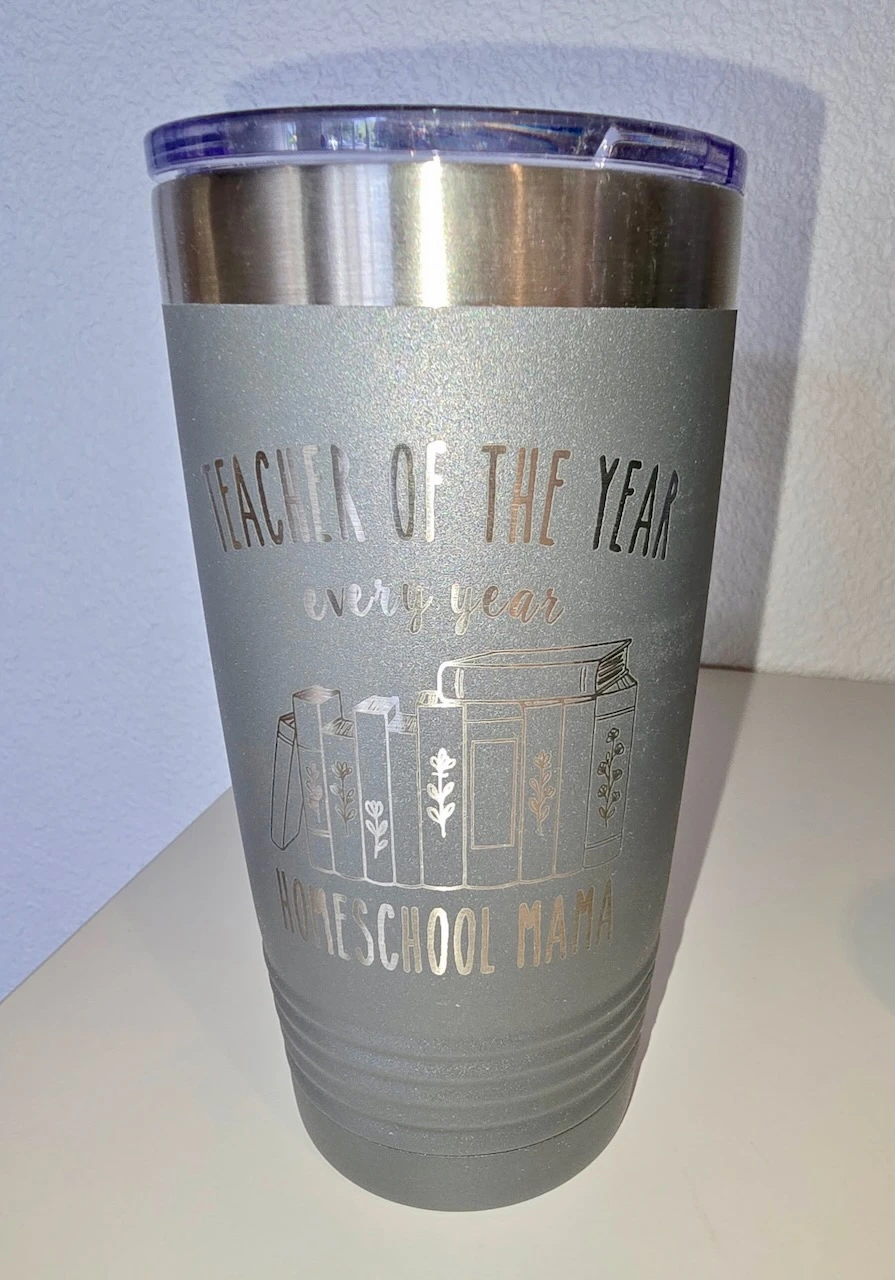 TEACHER OF THE YEAR
every year
HOMESCHOOL MAMA